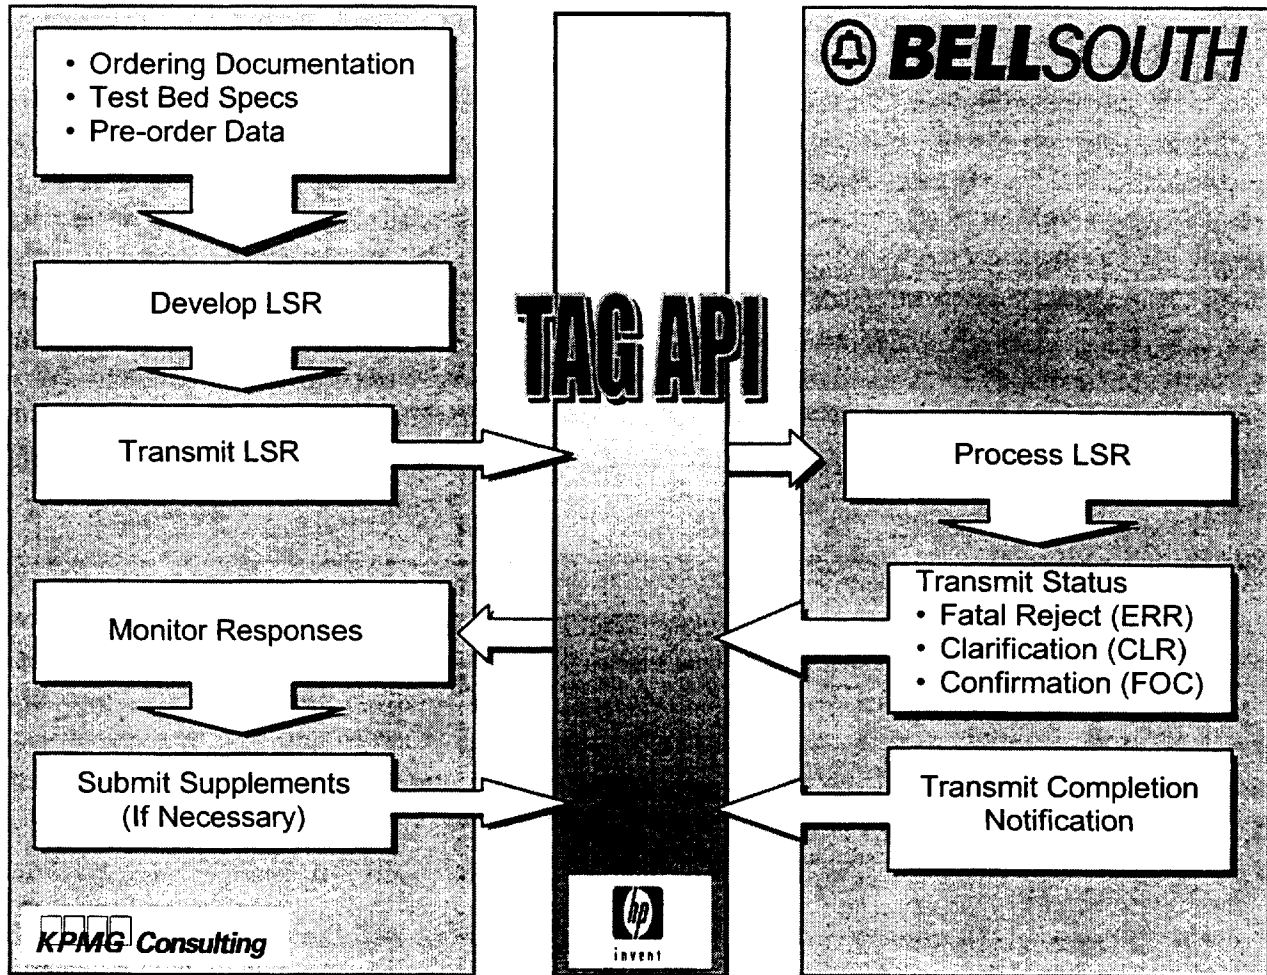 • Ordering Documentation
• Test Bed Specs
• Pre-order Data
Develop LSR
Transmit LSR
Monitor Responses
Submit Supplements
(If Necessary)
KPMG Consulting
TAG API
hp
invent
BELLSOUTH
Process LSR
Transmit Status
• Fatal Reject (ERR)
• Clarification (CLR)
• Confirmation (FOC)
Transmit Completion
Notification